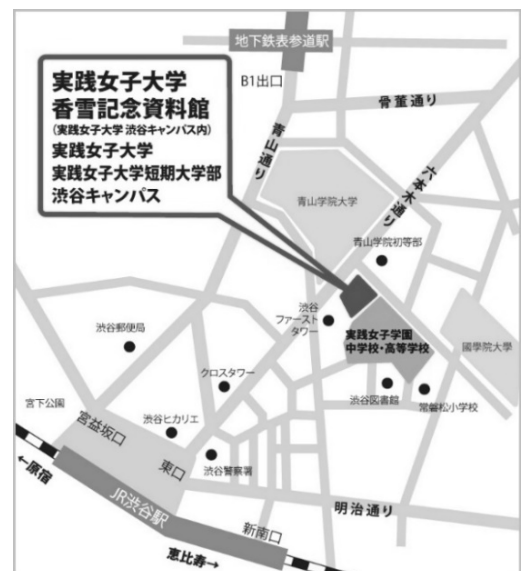 地下鉄表参道駅
B1出口
実践女子大学
香雪記念資料館
(実践女子大学 渋谷キャンパス内)
実践女子大学
実践女子大学短期大学部
渋谷キャンパス
青山通り
骨董通り
六本木通り
青山学院大学
青山学院初等部
渋谷
ファースト
タワー
実践女子学園
中学校・高等学校
國學院大學
渋谷郵便局
クロスタワー
渋谷図書館
常磐松小学校
宮下公園
宮益坂口
渋谷ヒカリエ
東口
渋谷警察署
←原宿
JR渋谷駅
明治通り
新南口
恵比寿→